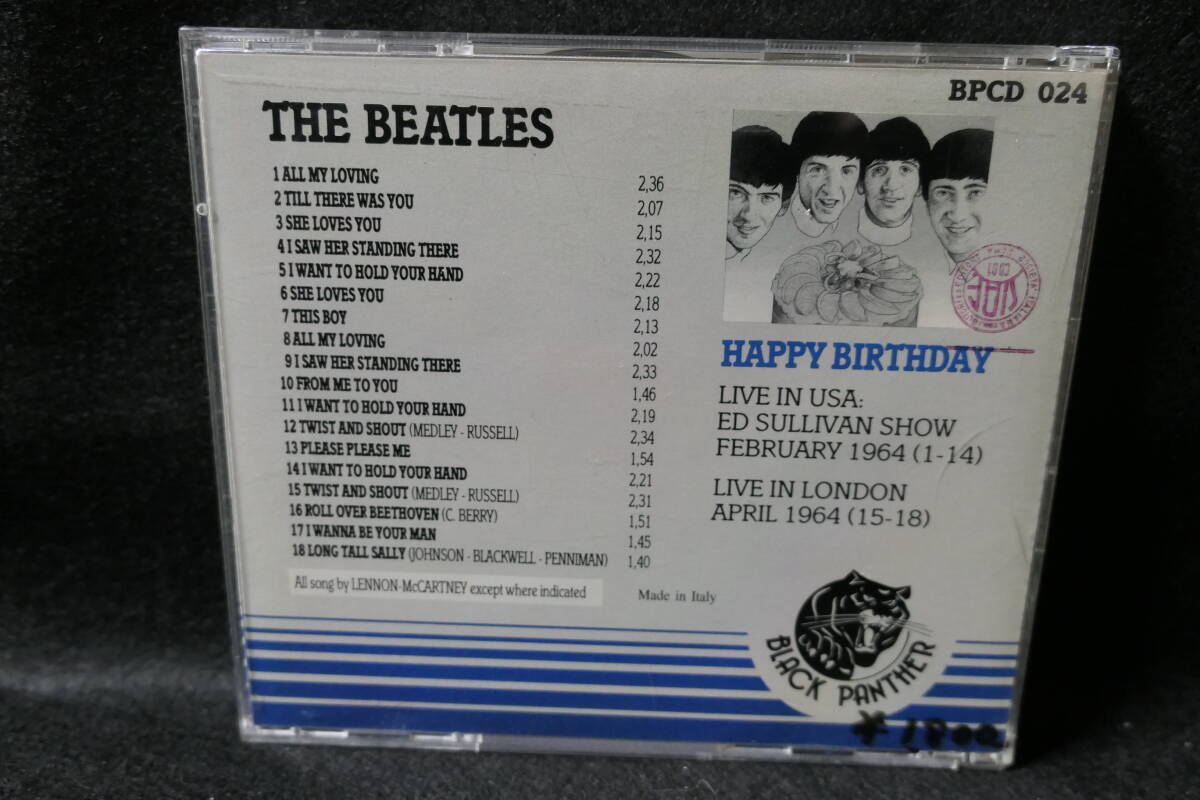 BPCD 024
THE BEATLES
1 ALL MY LOVING 2,36
2 TILL THERE WAS YOU 2,07
3 SHE LOVES YOU 2,15
4 I SAW HER STANDING THERE 2,32
5 I WANT TO HOLD YOUR HAND 2,22
6 SHE LOVES YOU 2,18
7 THIS BOY 2,13
8 ALL MY LOVING 2,02
9 I SAW HER STANDING THERE 2,33
10 FROM ME TO YOU 1,46
11 I WANT TO HOLD YOUR HAND 2,19
12 TWIST AND SHOUT (MEDLEY - RUSSELL) 2,34
13 PLEASE PLEASE ME 1,54
14 I WANT TO HOLD YOUR HAND 2,21
15 TWIST AND SHOUT (MEDLEY - RUSSELL) 2,31
16 ROLL OVER BEETHOVEN (C. BERRY) 1,51
17 I WANNA BE YOUR MAN 1,45
18 LONG TALL SALLY (JOHNSON - BLACKWELL - PENNIMAN) 1,40
All song by LENNON-McCARTNEY except where indicated
Made in Italy
SIAE
HAPPY BIRTHDAY
LIVE IN USA:
ED SULLIVAN SHOW
FEBRUARY 1964 (1-14)
LIVE IN LONDON
APRIL 1964 (15-18)
BLACK PANTHER
1800